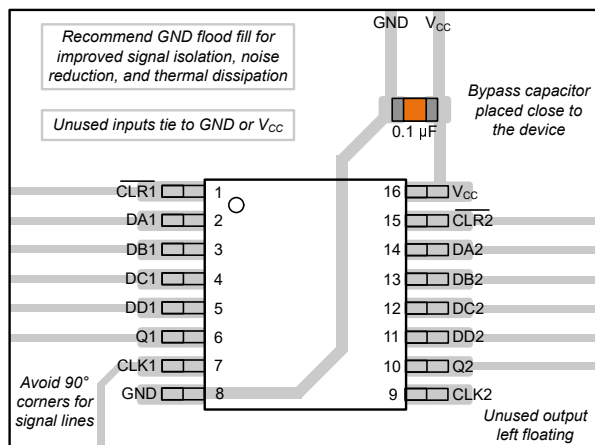 GND VCC
Recommend GND flood fill for
improved signal isolation, noise
reduction, and thermal dissipation
Unused inputs tie to GND or VCC
Bypass capacitor
placed close to
the device
0.1 µF
CLR1 1 16 VCC
DA1 2 15 CLR2
DB1 3 14 DA2
DC1 4 13 DB2
DD1 5 12 DC2
Q1 6 11 DD2
CLK1 7 10 Q2
GND 8 9 CLK2
Avoid 90°
corners for
signal lines
Unused output
left floating